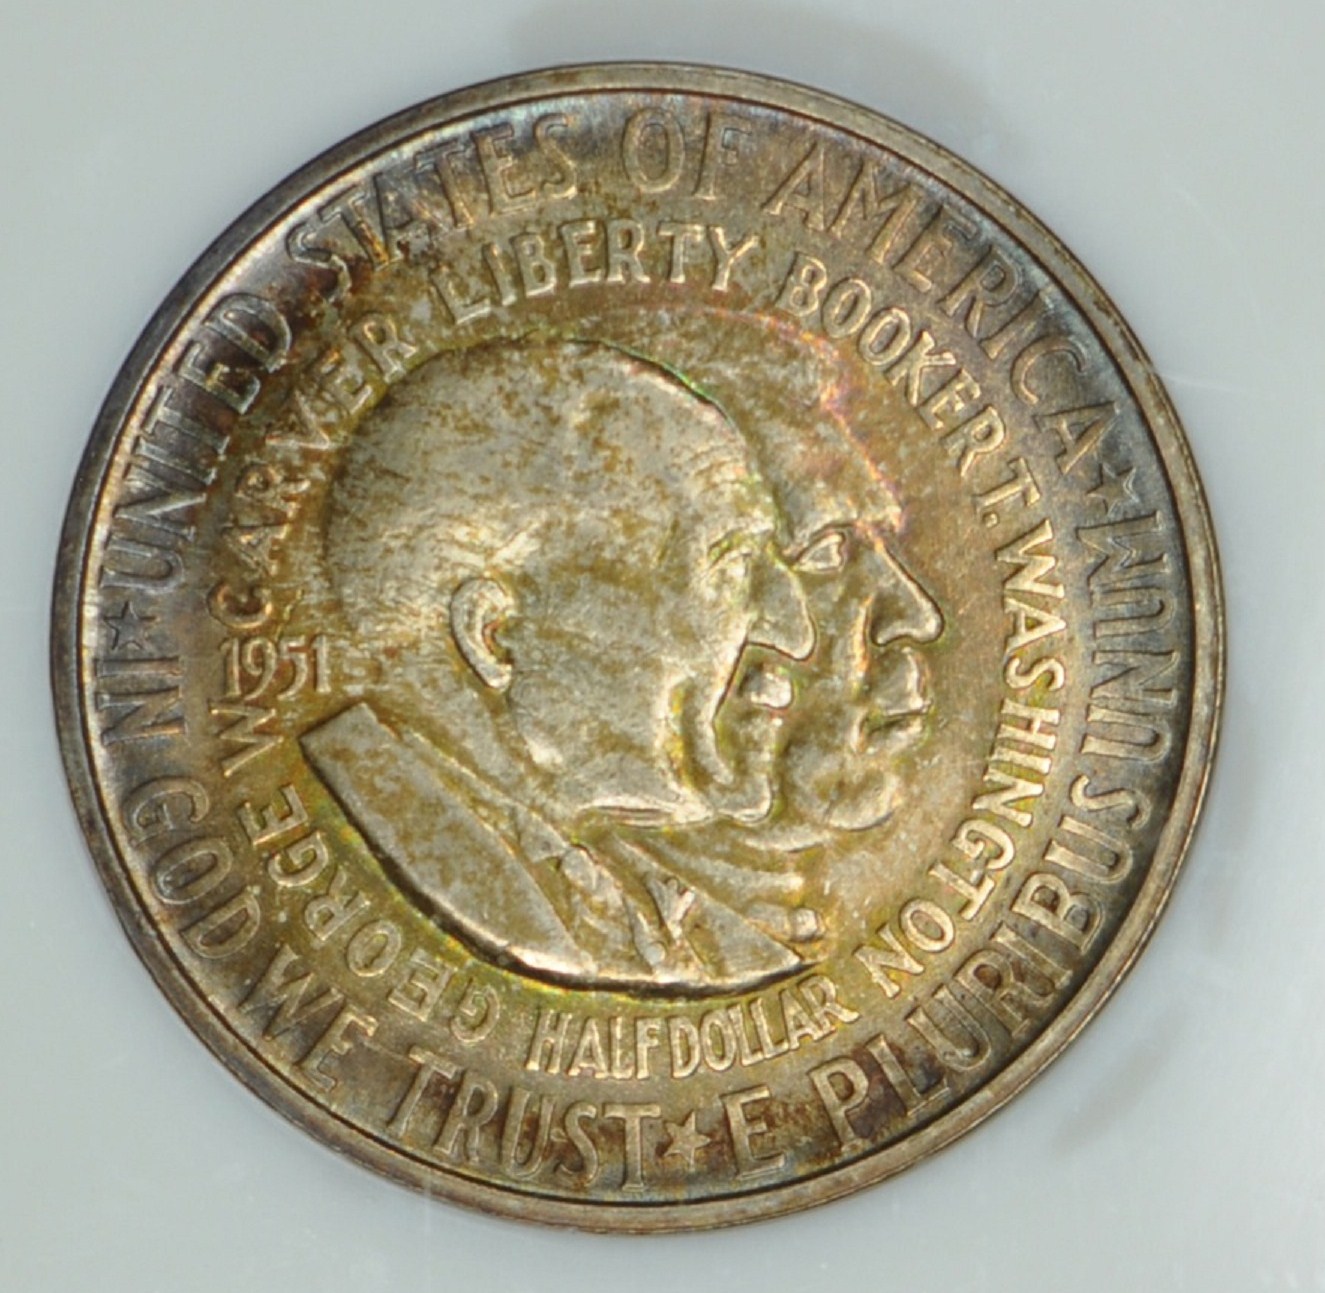 UNITED STATES OF AMERICA ★ E PLURIBUS UNUM ★ IN GOD WE TRUST ★
GEORGE W CARVER LIBERTY BOOKER T. WASHINGTON
HALF DOLLAR
1951